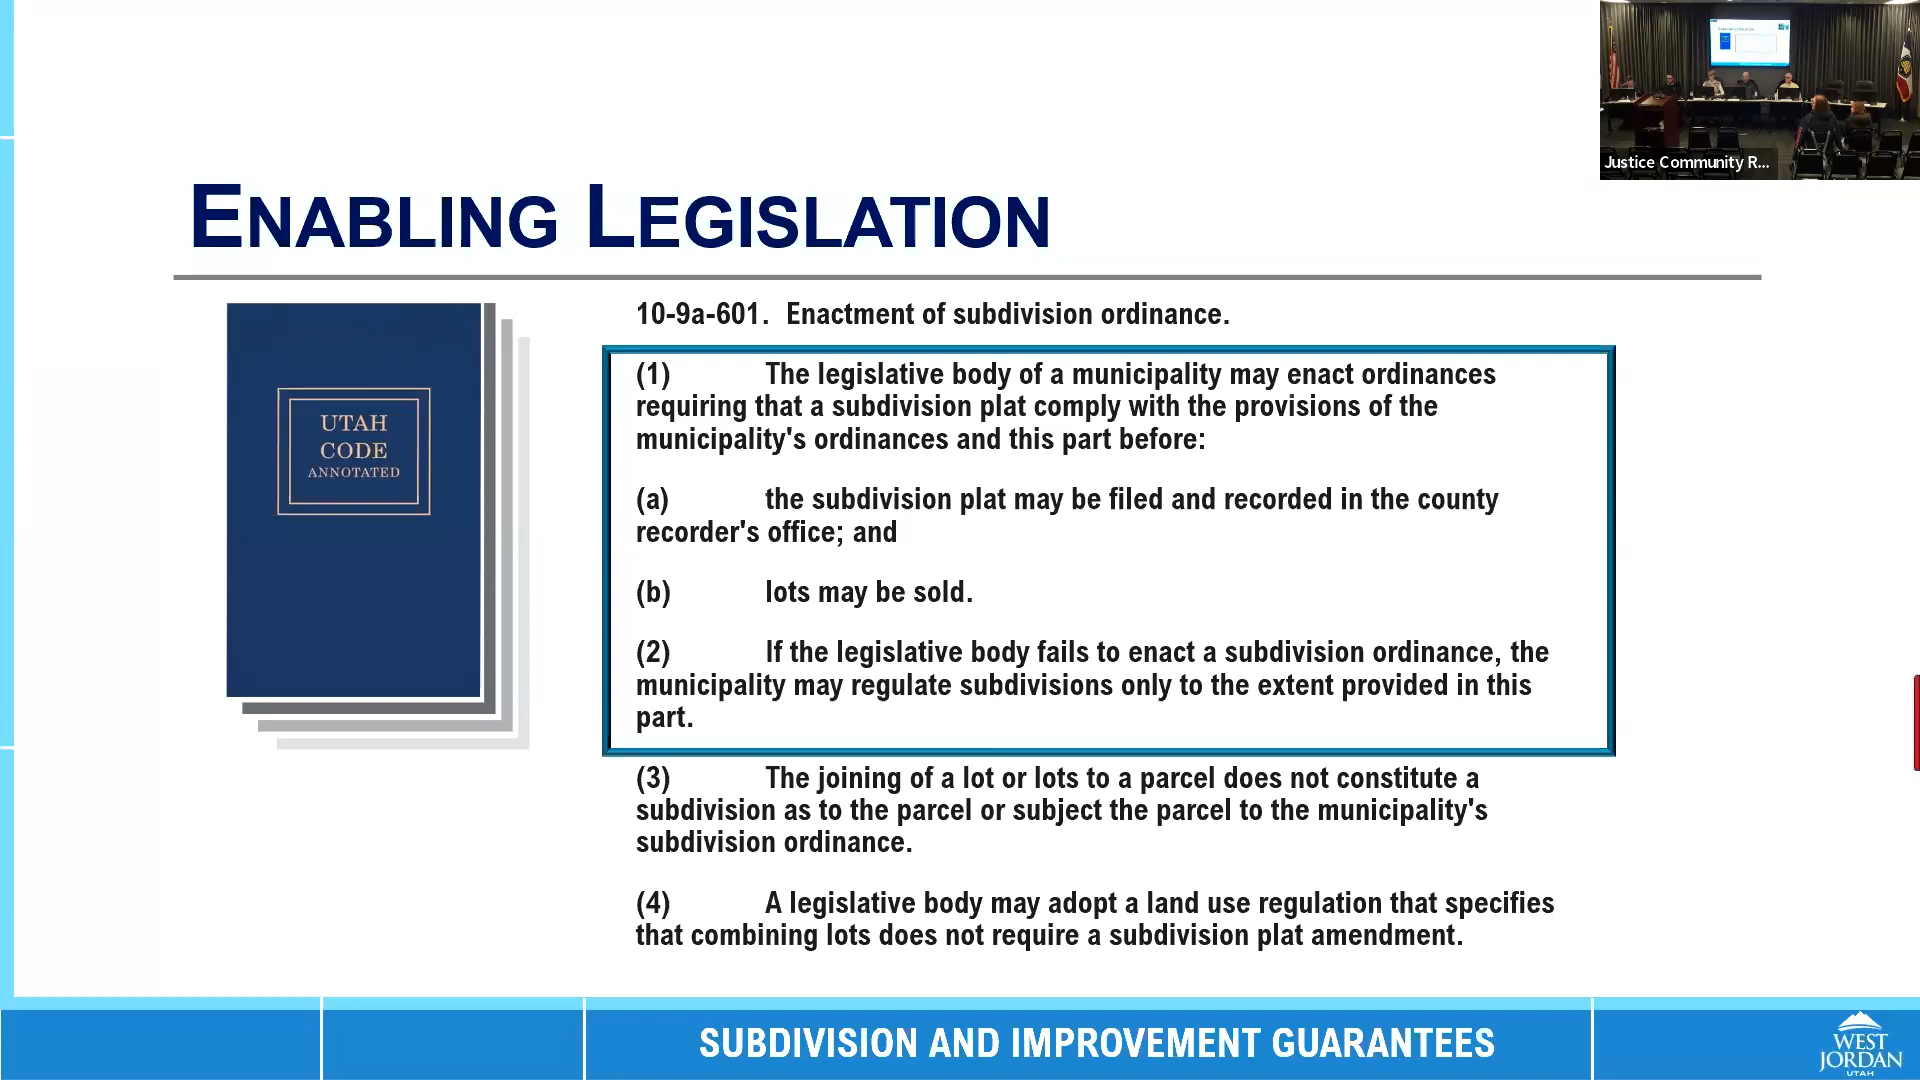 Justice Community R...
ENABLING LEGISLATION
UTAH
CODE
ANNOTATED
10-9a-601. Enactment of subdivision ordinance.
(1) The legislative body of a municipality may enact ordinances
requiring that a subdivision plat comply with the provisions of the
municipality's ordinances and this part before:
(a) the subdivision plat may be filed and recorded in the county
recorder's office; and
(b) lots may be sold.
(2) If the legislative body fails to enact a subdivision ordinance, the
municipality may regulate subdivisions only to the extent provided in this
part.
(3) The joining of a lot or lots to a parcel does not constitute a
subdivision as to the parcel or subject the parcel to the municipality's
subdivision ordinance.
(4) A legislative body may adopt a land use regulation that specifies
that combining lots does not require a subdivision plat amendment.
SUBDIVISION AND IMPROVEMENT GUARANTEES
WEST
JORDAN
UTAH